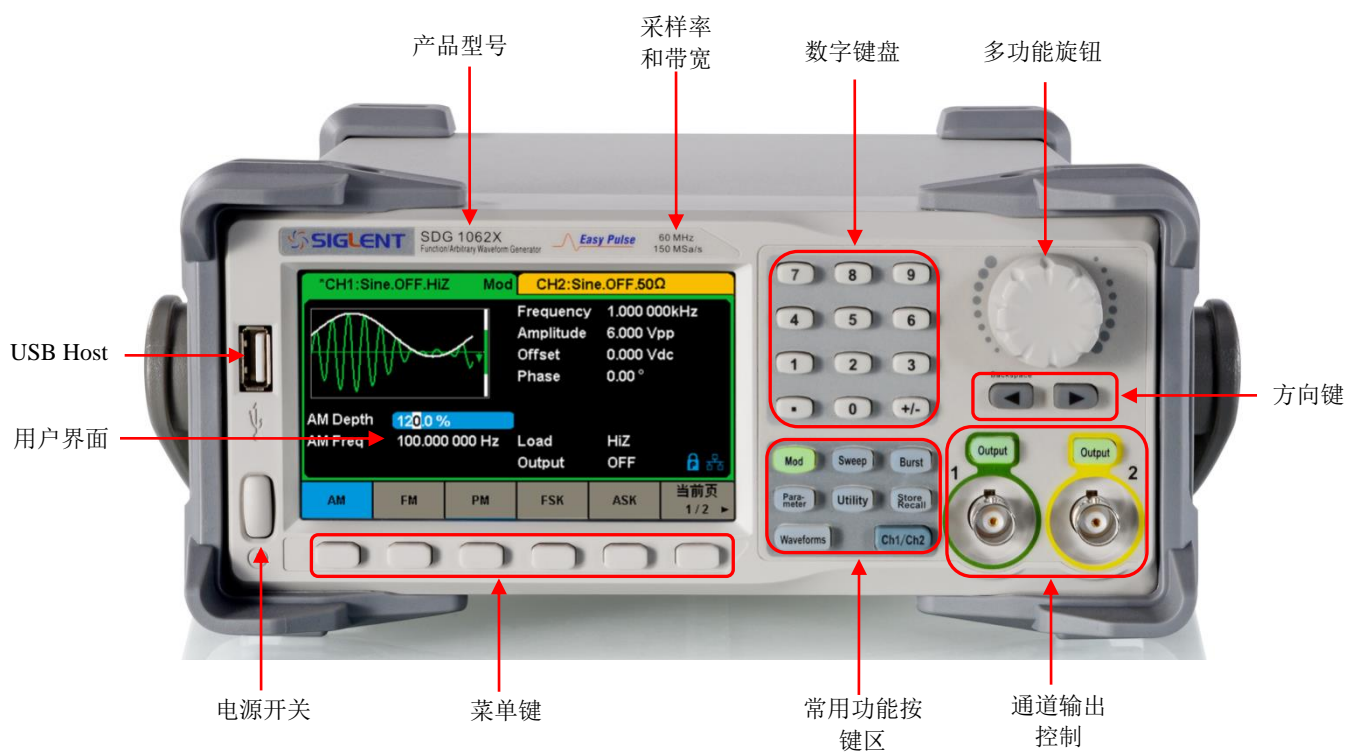 产品型号
采样率
和带宽
数字键盘
多功能旋钮
SIGLENT
SDG 1062X
Function/Arbitrary Waveform Generator
Easy Pulse
60 MHz
150 MSa/s
*CH1:Sine.OFF.HiZ Mod
CH2:Sine.OFF.50Ω
Frequency 1.000 000kHz
Amplitude 6.000 Vpp
Offset 0.000 Vdc
Phase 0.00 °
AM Depth 120.0 %
AM Freq 100.000 000 Hz
Load HiZ
Output OFF
AM FM PM FSK ASK 当前页
1 / 2 ►
7 8 9
4 5 6
1 2 3
. 0 +/-
Backspace
Mod Sweep Burst
Para-
meter
Utility
Store
Recall
Waveforms Ch1/Ch2
Output Output
1 2
USB Host
用户界面
方向键
电源开关
菜单键
常用功能按
键区
通道输出
控制